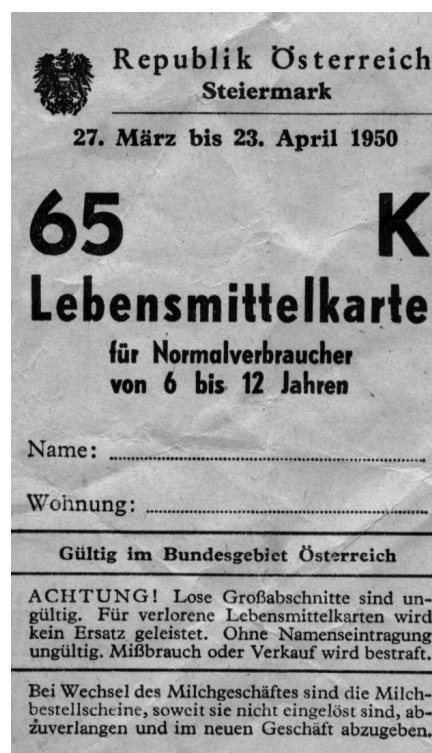 Republik Österreich
Steiermark
27. März bis 23. April 1950
65 K
Lebensmittelkarte
für Normalverbraucher
von 6 bis 12 Jahren
Name:
Wohnung:
Gültig im Bundesgebiet Österreich
ACHTUNG! Lose Großabschnitte sind un-
gültig. Für verlorene Lebensmittelkarten wird
kein Ersatz geleistet. Ohne Namenseintragung
ungültig. Mißbrauch oder Verkauf wird bestraft.
Bei Wechsel des Milchgeschäftes sind die Milch-
bestellscheine, soweit sie nicht eingelöst sind, ab-
zuverlangen und im neuen Geschäft abzugeben.